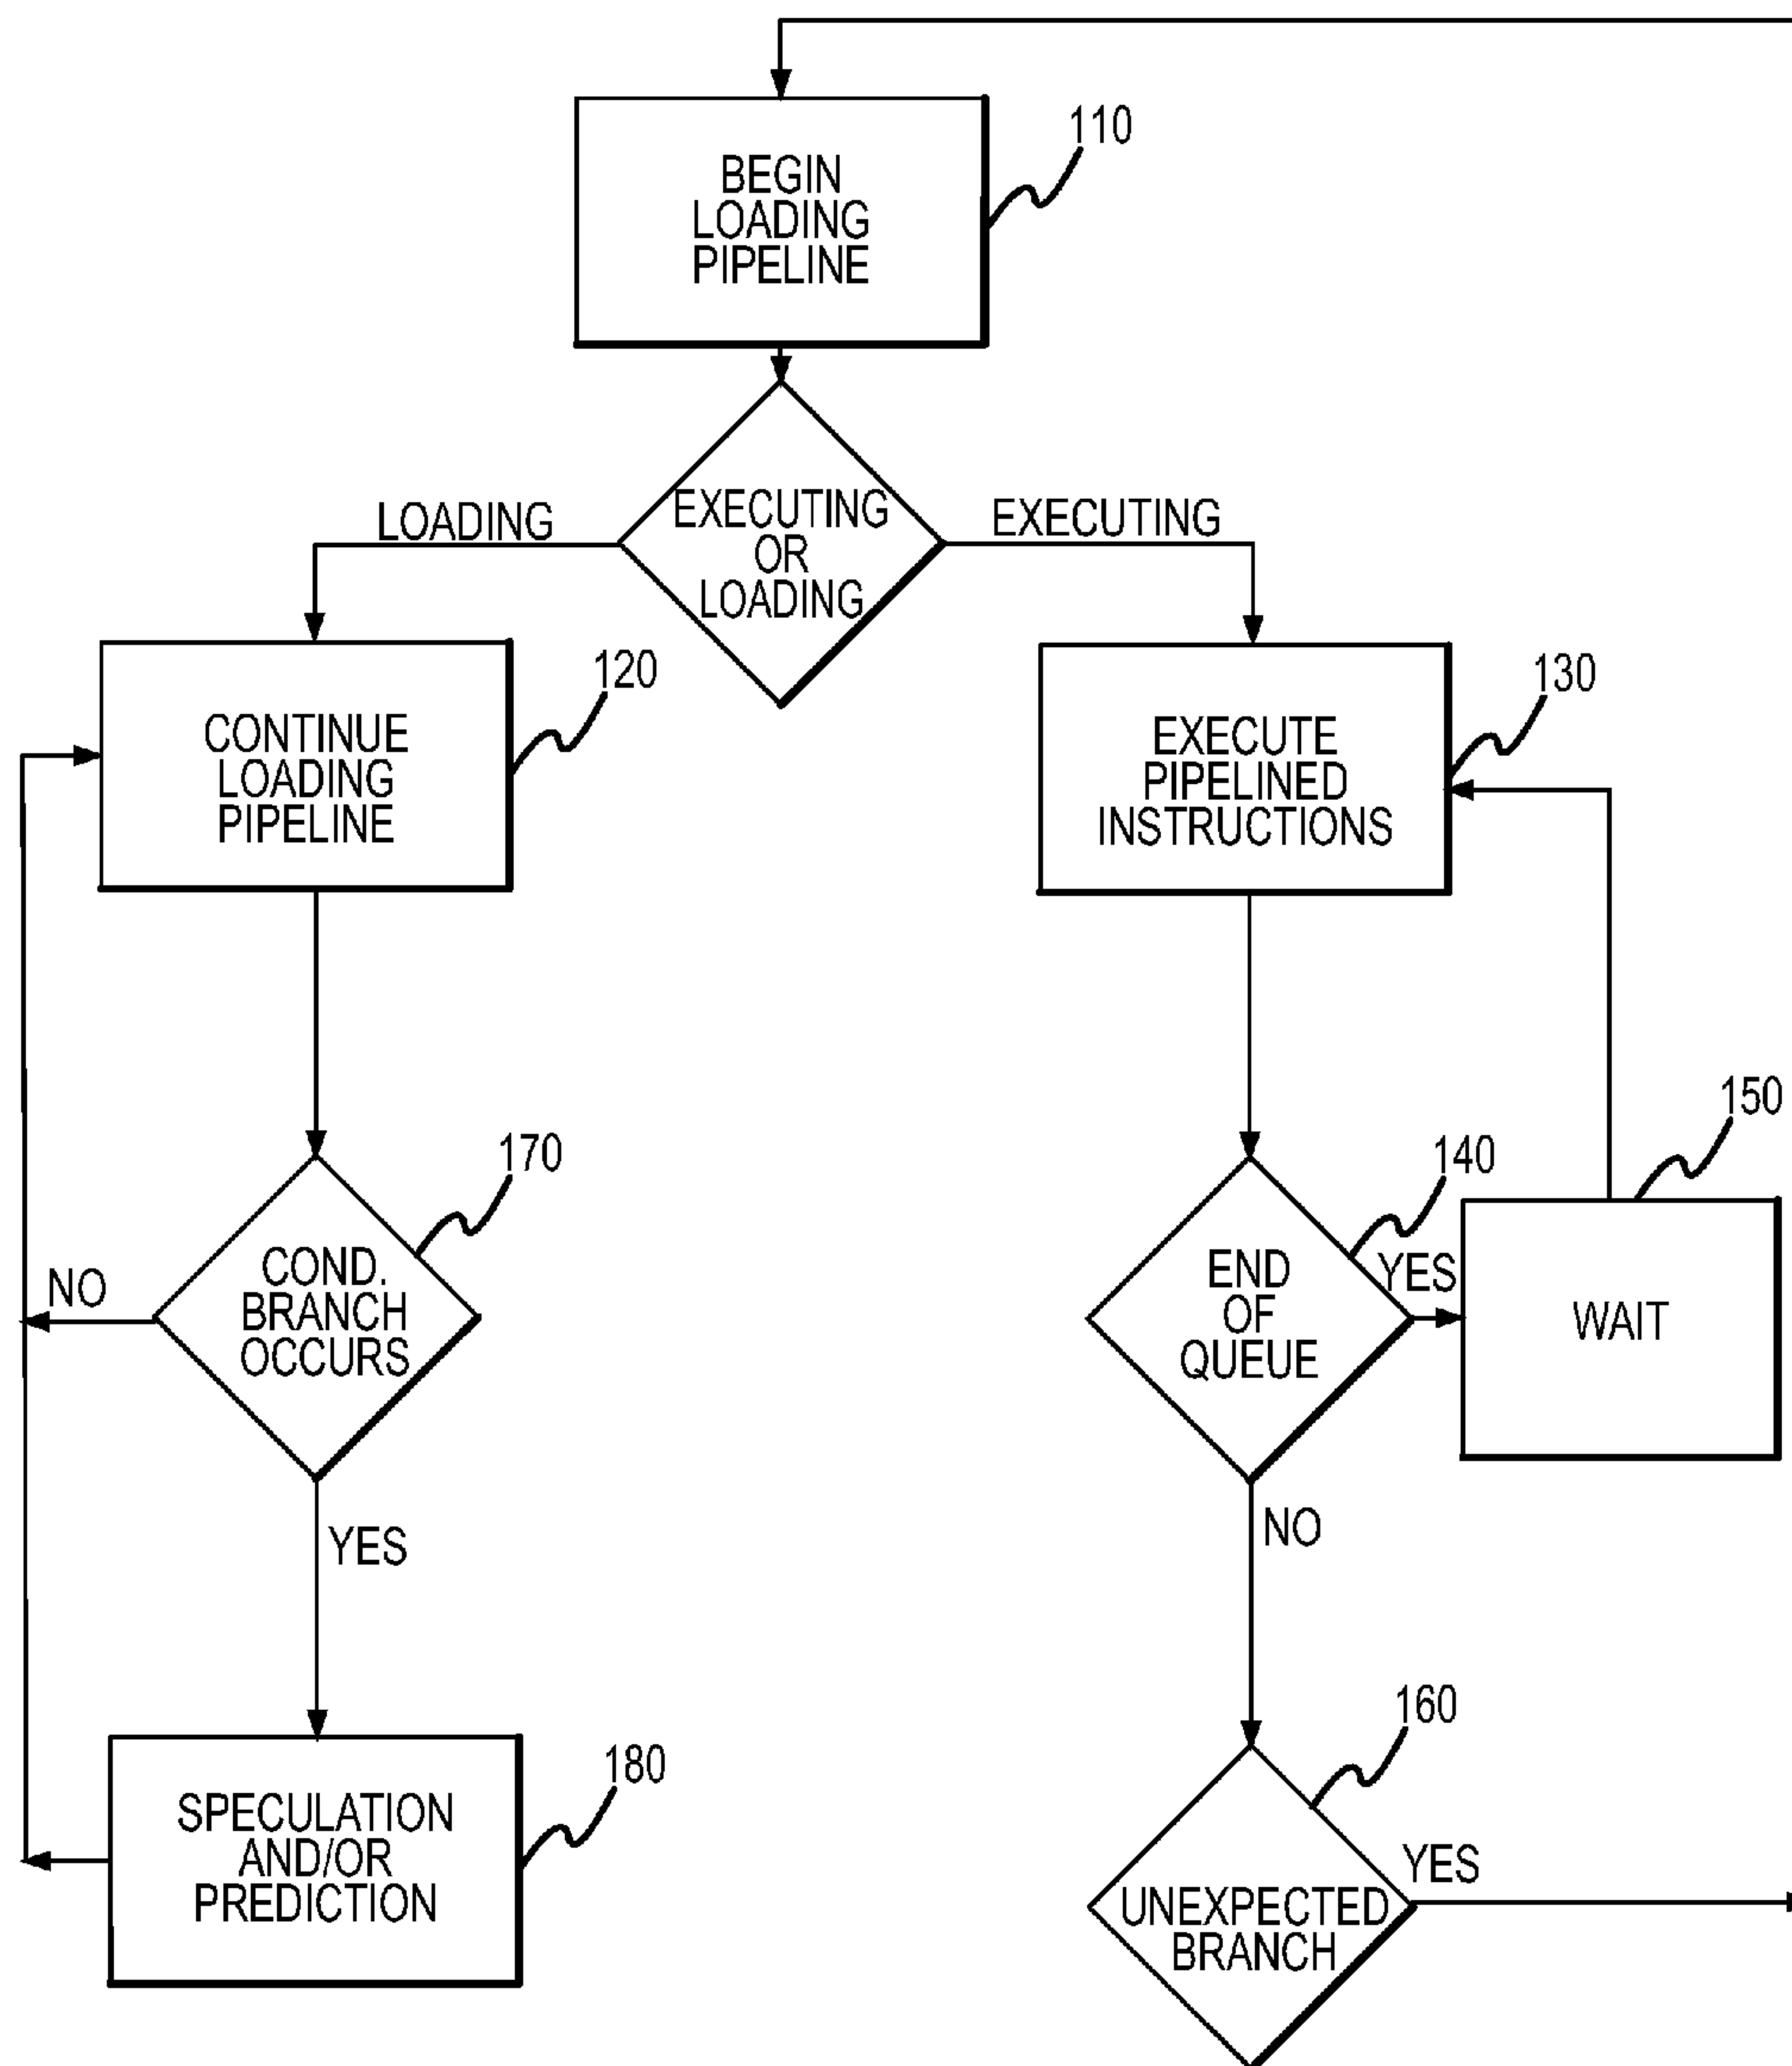 110
BEGIN
LOADING
PIPELINE
LOADING
EXECUTING
OR
LOADING
EXECUTING
120
CONTINUE
LOADING
PIPELINE
130
EXECUTE
PIPELINED
INSTRUCTIONS
170
COND.
BRANCH
OCCURS
NO
YES
140
END
OF
QUEUE
YES
NO
150
WAIT
180
SPECULATION
AND/OR
PREDICTION
160
UNEXPECTED
BRANCH
YES